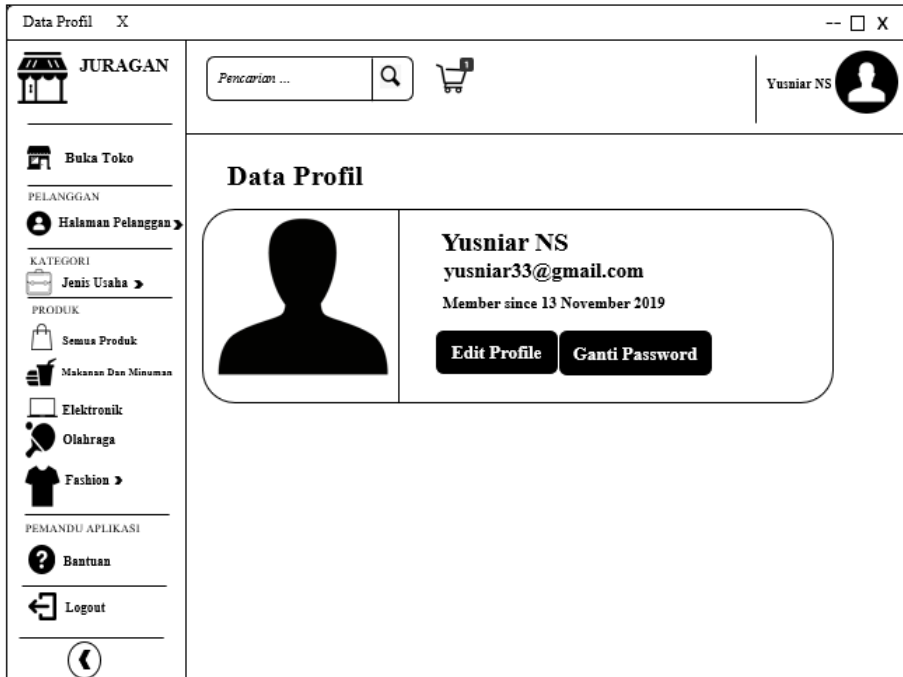 Data Profil X -- X
JURAGAN
Pencarian ...
1
Yusniar NS
Buka Toko
PELANGGAN
Halaman Pelanggan
KATEGORI
Jenis Usaha
PRODUK
Semua Produk
Makanan Dan Minuman
Elektronik
Olahraga
Fashion
PEMANDU APLIKASI
? Bantuan
Logout
Data Profil
Yusniar NS
yusniar33@gmail.com
Member since 13 November 2019
Edit Profile Ganti Password